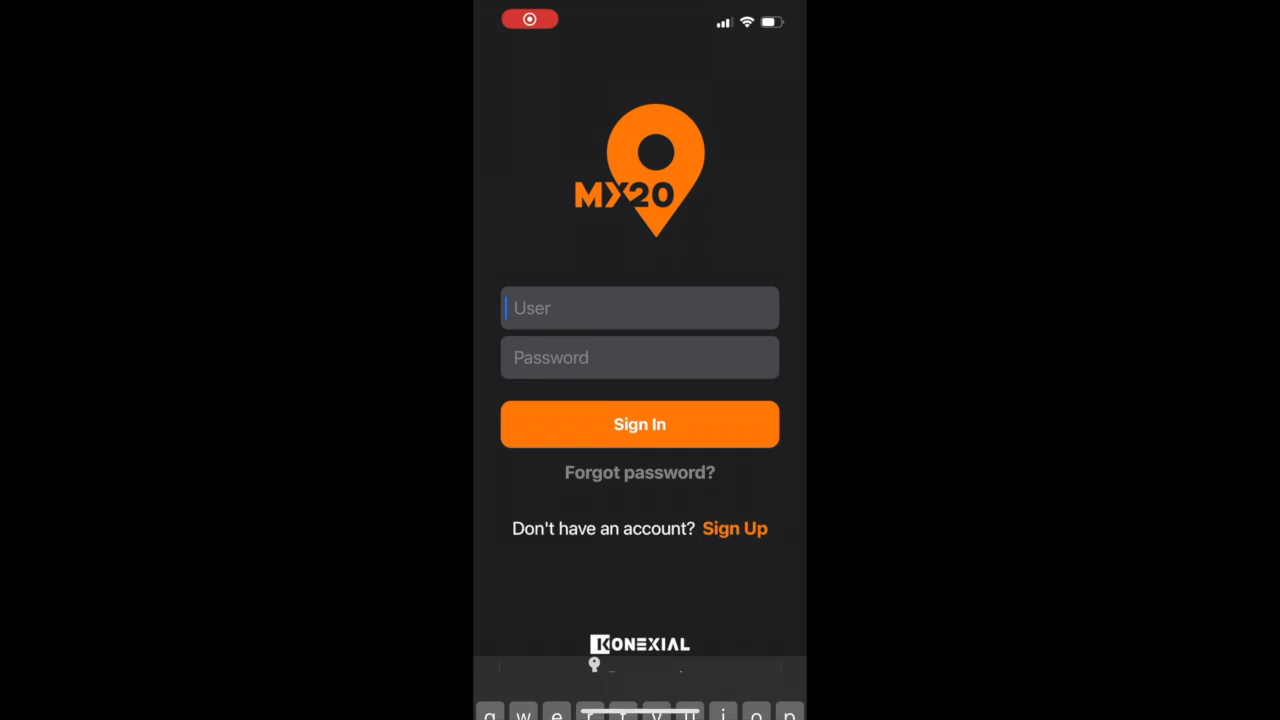 MX20
User
Password
Sign In
Forgot password?
Don't have an account? Sign Up
KONEXIAL
q w e r t y u i o p